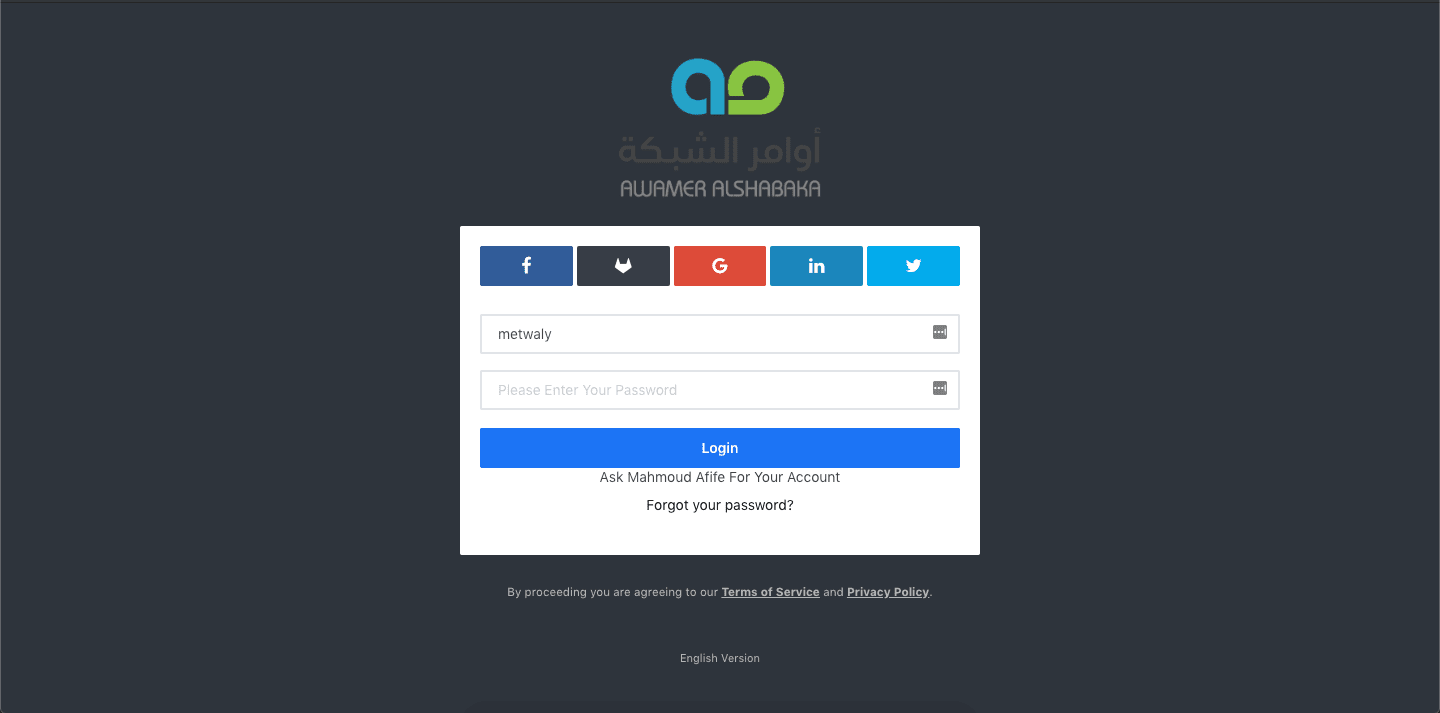 أوامر الشبكة
AWAMER ALSHABAKA
metwaly
Please Enter Your Password
Login
Ask Mahmoud Afife For Your Account
Forgot your password?
By proceeding you are agreeing to our Terms of Service and Privacy Policy.
English Version